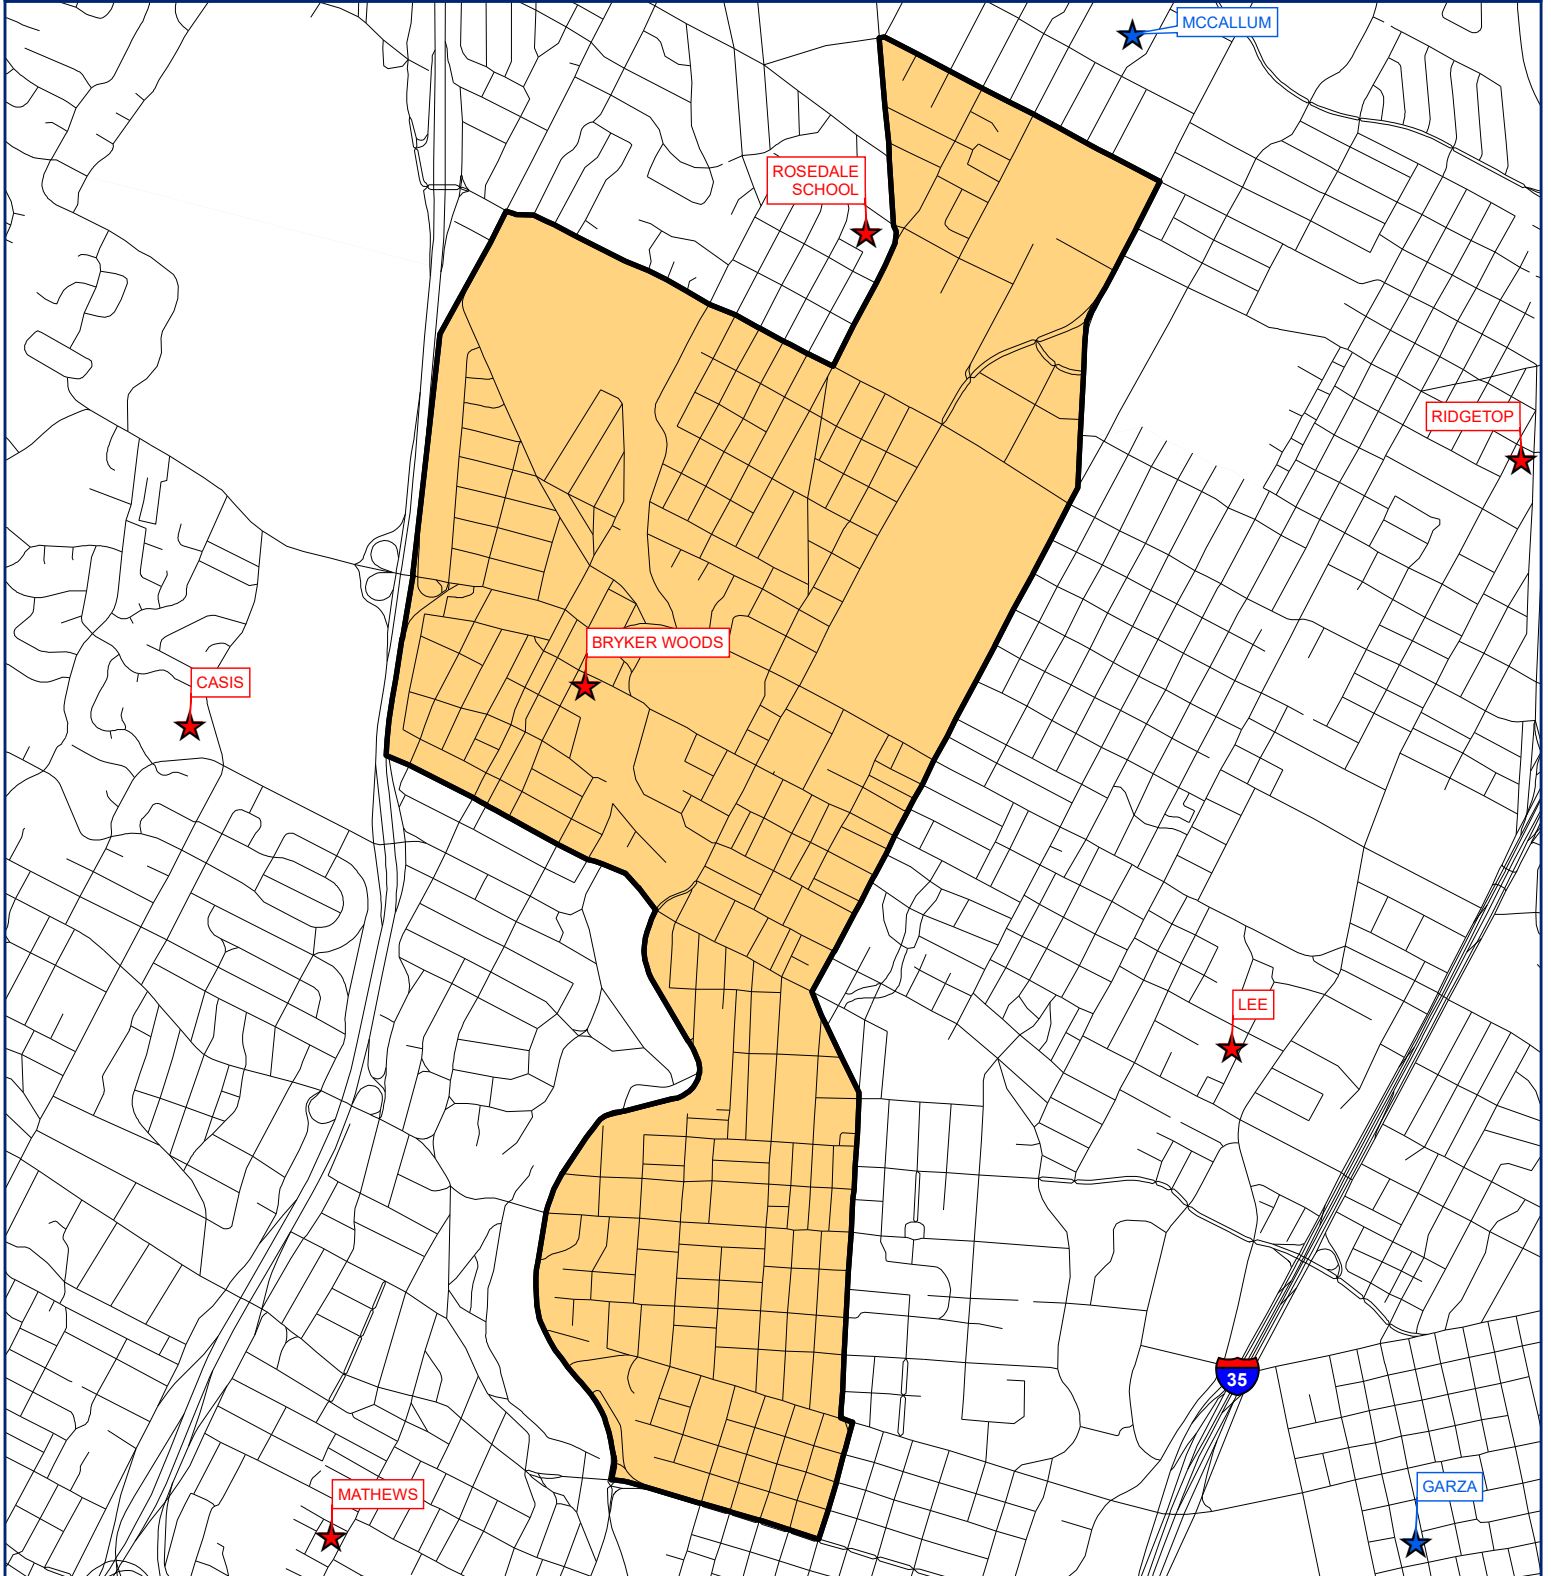 MCCALLUM
ROSEDALE
SCHOOL
RIDGETOP
BRYKER WOODS
CASIS
LEE
35
MATHEWS
GARZA